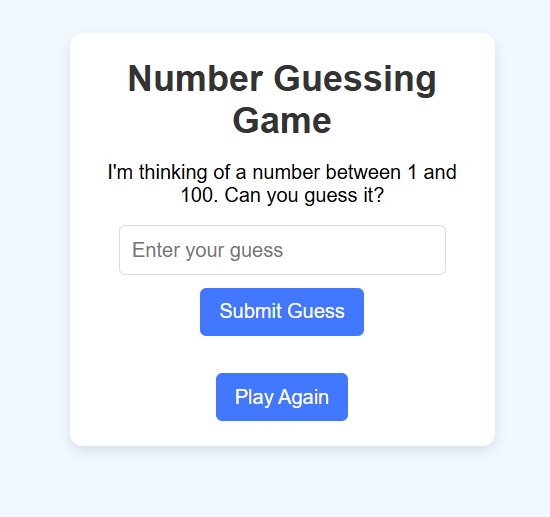 Number Guessing
Game
I'm thinking of a number between 1 and
100. Can you guess it?
Enter your guess
Submit Guess
Play Again